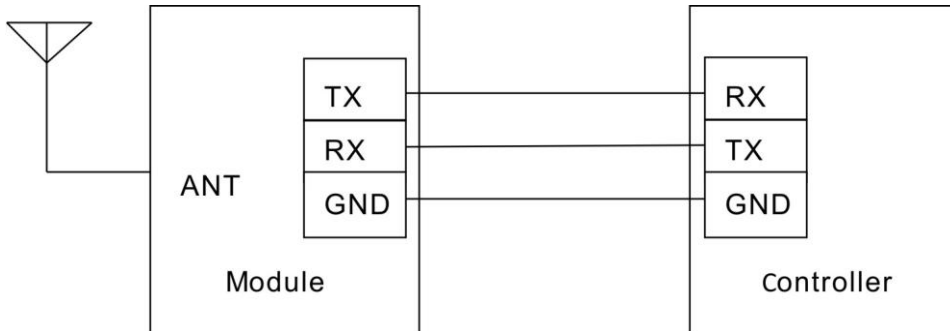 TX
RX
RX
TX
ANT
GND
GND
Module
Controller